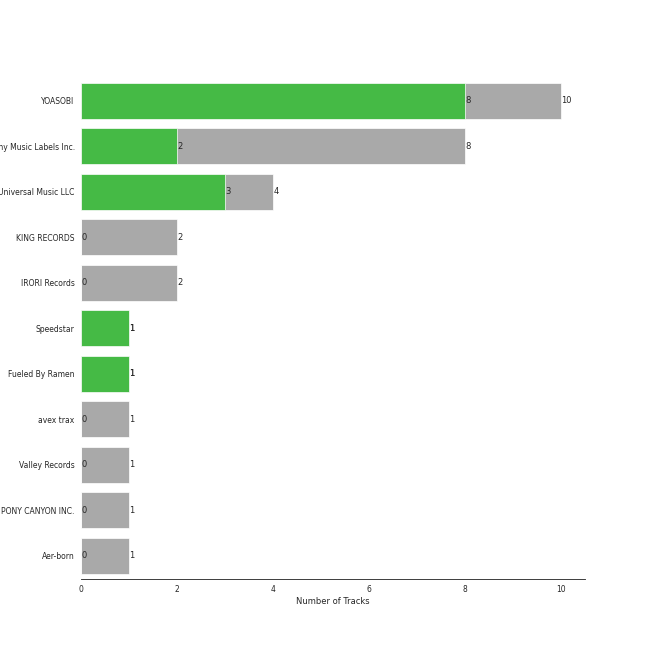 YOASOBI 8 10
ny Music Labels Inc. 2 8
Universal Music LLC 3 4
KING RECORDS 0 2
IRORI Records 0 2
Speedstar 1
Fueled By Ramen 1
avex trax 0 1
Valley Records 0 1
PONY CANYON INC. 0 1
Aer-born 0 1
0 2 4 6 8 10
Number of Tracks